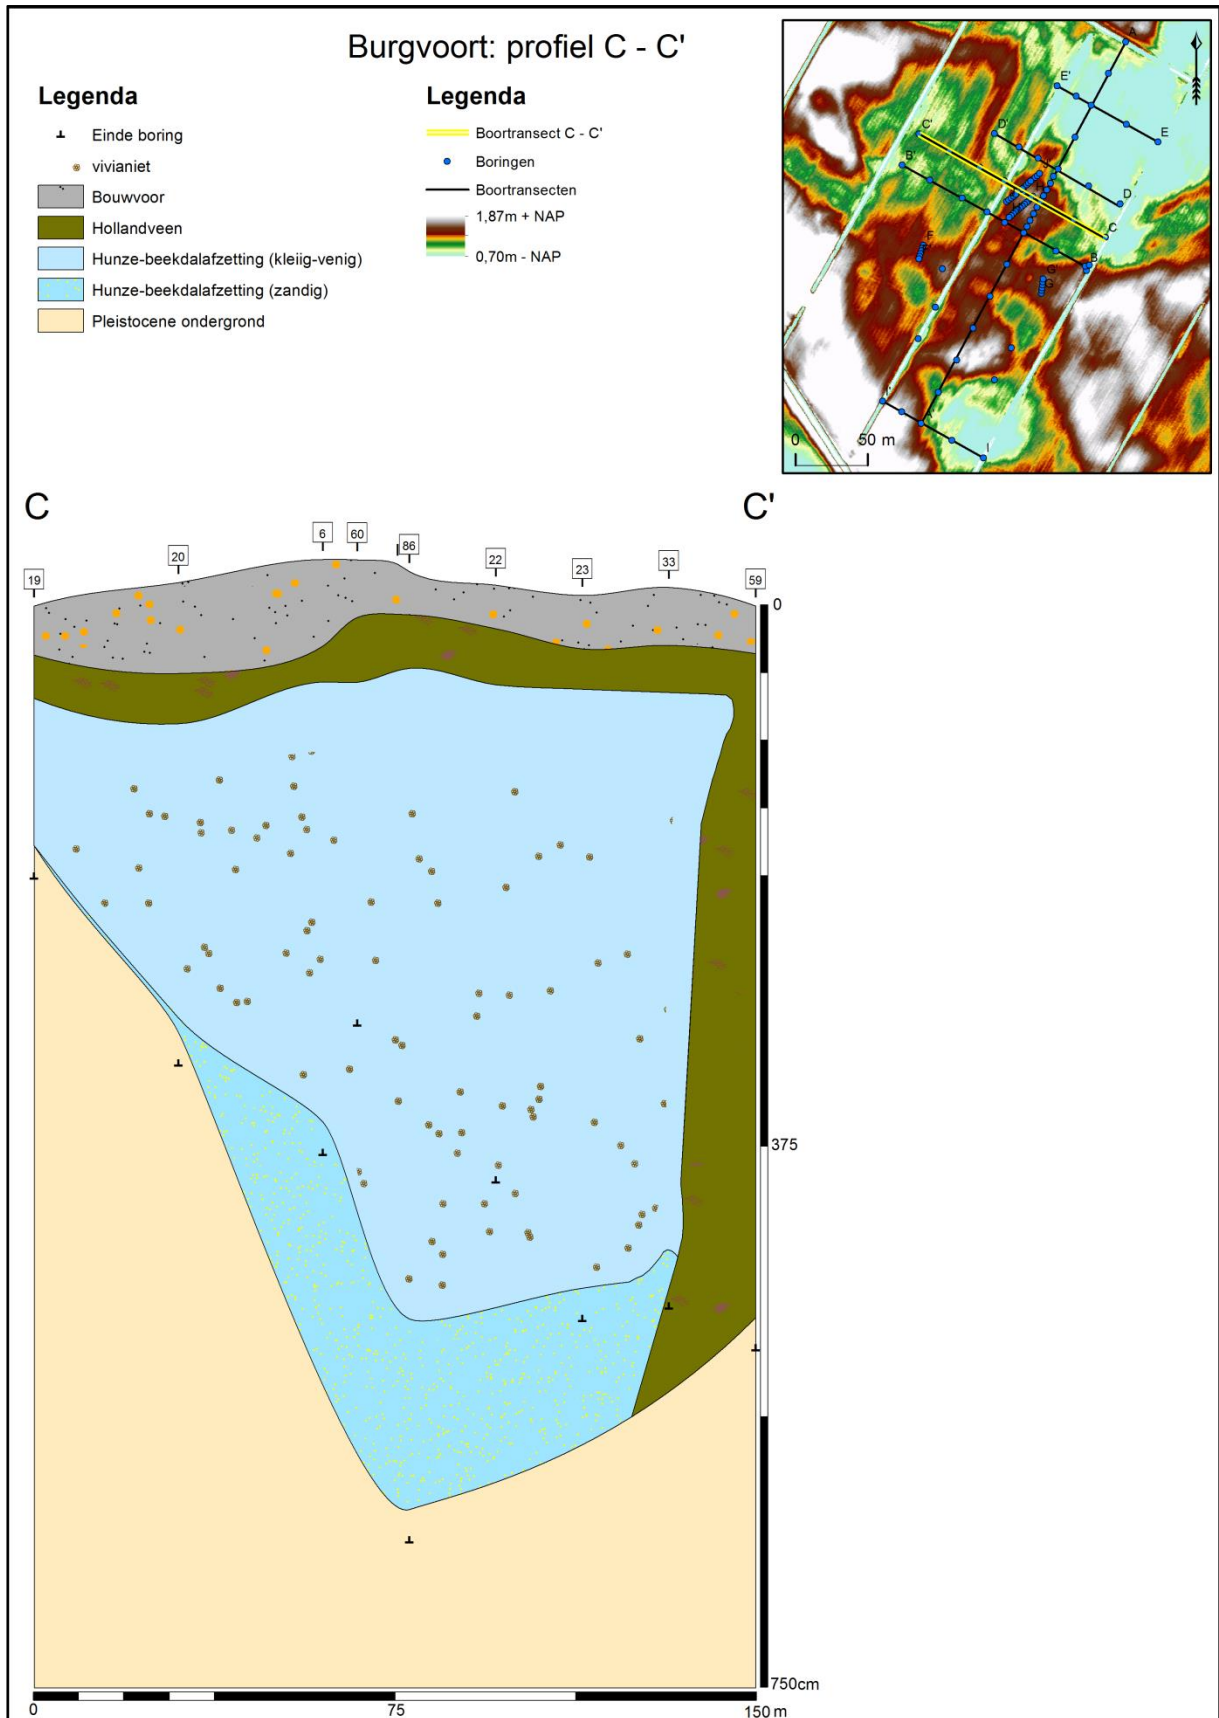 Burgvoort: profiel C - C'
Legenda
Einde boring
vivianiet
Bouwvoor
Hollandveen
Hunze-beekdalafzetting (kleiig-venig)
Hunze-beekdalafzetting (zandig)
Pleistocene ondergrond
Legenda
Boortransect C - C'
Boringen
Boortransecten
1,87m + NAP
0,70m - NAP
A
E'
E
C'
D'
B'
J
H
D
H
C
F
B
G
G
I'
A'
I
0 50 m
C C'
19 20 6 60 86 22 23 33 59
0
375
750cm
0 75 150 m